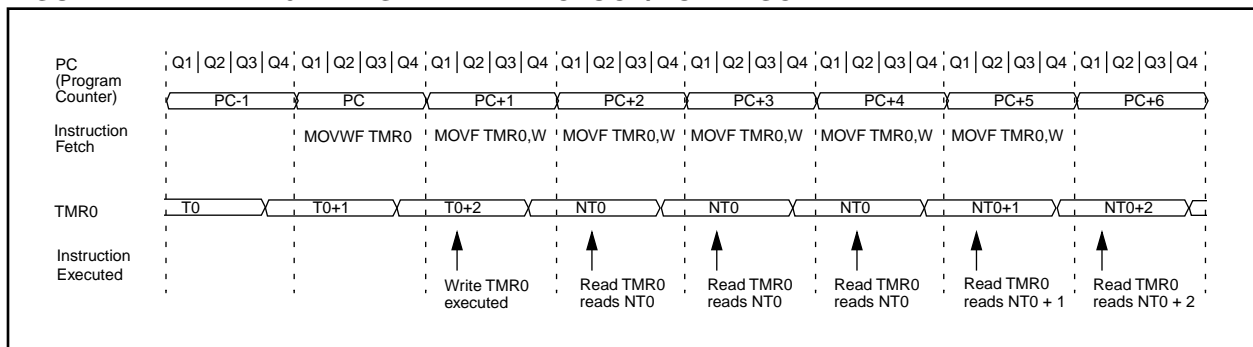 PC
(Program
Counter)
Q1 Q2 Q3 Q4 Q1 Q2 Q3 Q4 Q1 Q2 Q3 Q4 Q1 Q2 Q3 Q4 Q1 Q2 Q3 Q4 Q1 Q2 Q3 Q4 Q1 Q2 Q3 Q4 Q1 Q2 Q3 Q4
PC-1 PC PC+1 PC+2 PC+3 PC+4 PC+5 PC+6
Instruction
Fetch
MOVWF TMR0 MOVF TMR0,W MOVF TMR0,W MOVF TMR0,W MOVF TMR0,W MOVF TMR0,W
TMR0
T0 T0+1 T0+2 NT0 NT0 NT0 NT0+1 NT0+2
Instruction
Executed
Write TMR0
executed
Read TMR0
reads NT0
Read TMR0
reads NT0
Read TMR0
reads NT0
Read TMR0
reads NT0 + 1
Read TMR0
reads NT0 + 2